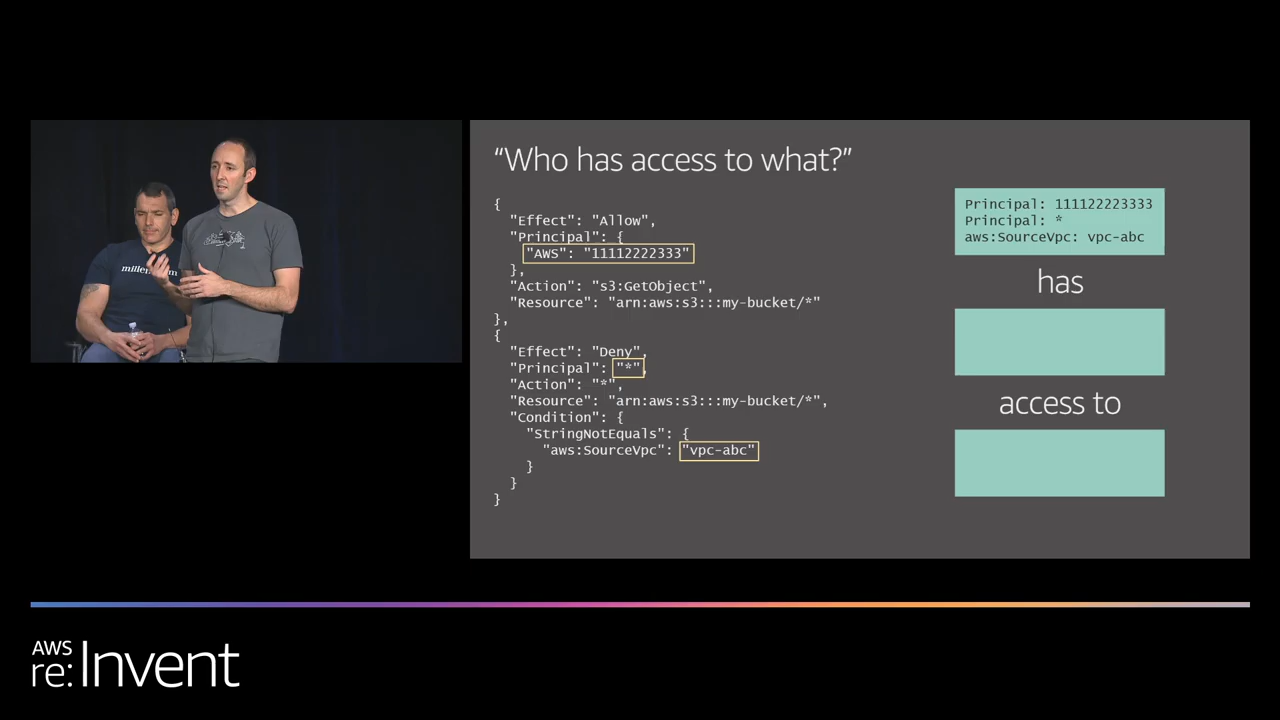 “Who has access to what?”
{
"Effect": "Allow",
"Principal": {
"AWS": "11112222333"
},
"Action": "s3:GetObject",
"Resource": "arn:aws:s3:::my-bucket/*"
},
{
"Effect": "Deny",
"Principal": "*",
"Action": "*",
"Resource": "arn:aws:s3:::my-bucket/*",
"Condition": {
"StringNotEquals": {
"aws:SourceVpc": "vpc-abc"
}
}
}
Principal: 111122223333
Principal: *
aws:SourceVpc: vpc-abc
has
access to
AWS
re:Invent